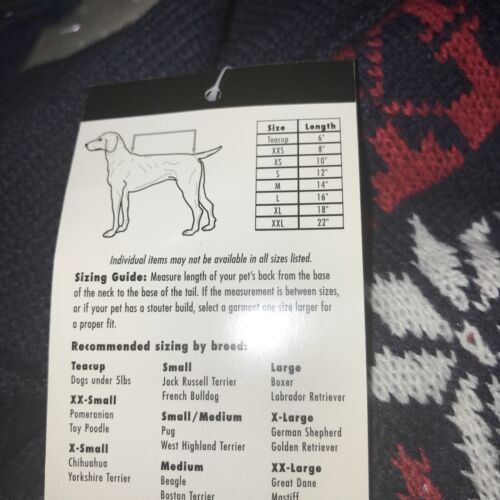 Size Length
Teacup 6"
XXS 8"
XS 10"
S 12"
M 14"
L 16"
XL 18"
XXL 22"
Individual items may not be available in all sizes listed.
Sizing Guide: Measure length of your pet's back from the base
of the neck to the base of the tail. If the measurement is between sizes,
or if your pet has a stouter build, select a garment one size larger for
a proper fit.
Recommended sizing by breed:
Teacup
Dogs under 5lbs
XX-Small
Pomeranian
Toy Poodle
X-Small
Chihuahua
Yorkshire Terrier
Small
Jack Russell Terrier
French Bulldog
Small/Medium
Pug
West Highland Terrier
Medium
Beagle
Boston Terrier
Large
Boxer
Labrador Retriever
X-Large
German Shepherd
Golden Retriever
XX-Large
Great Dane
Mastiff